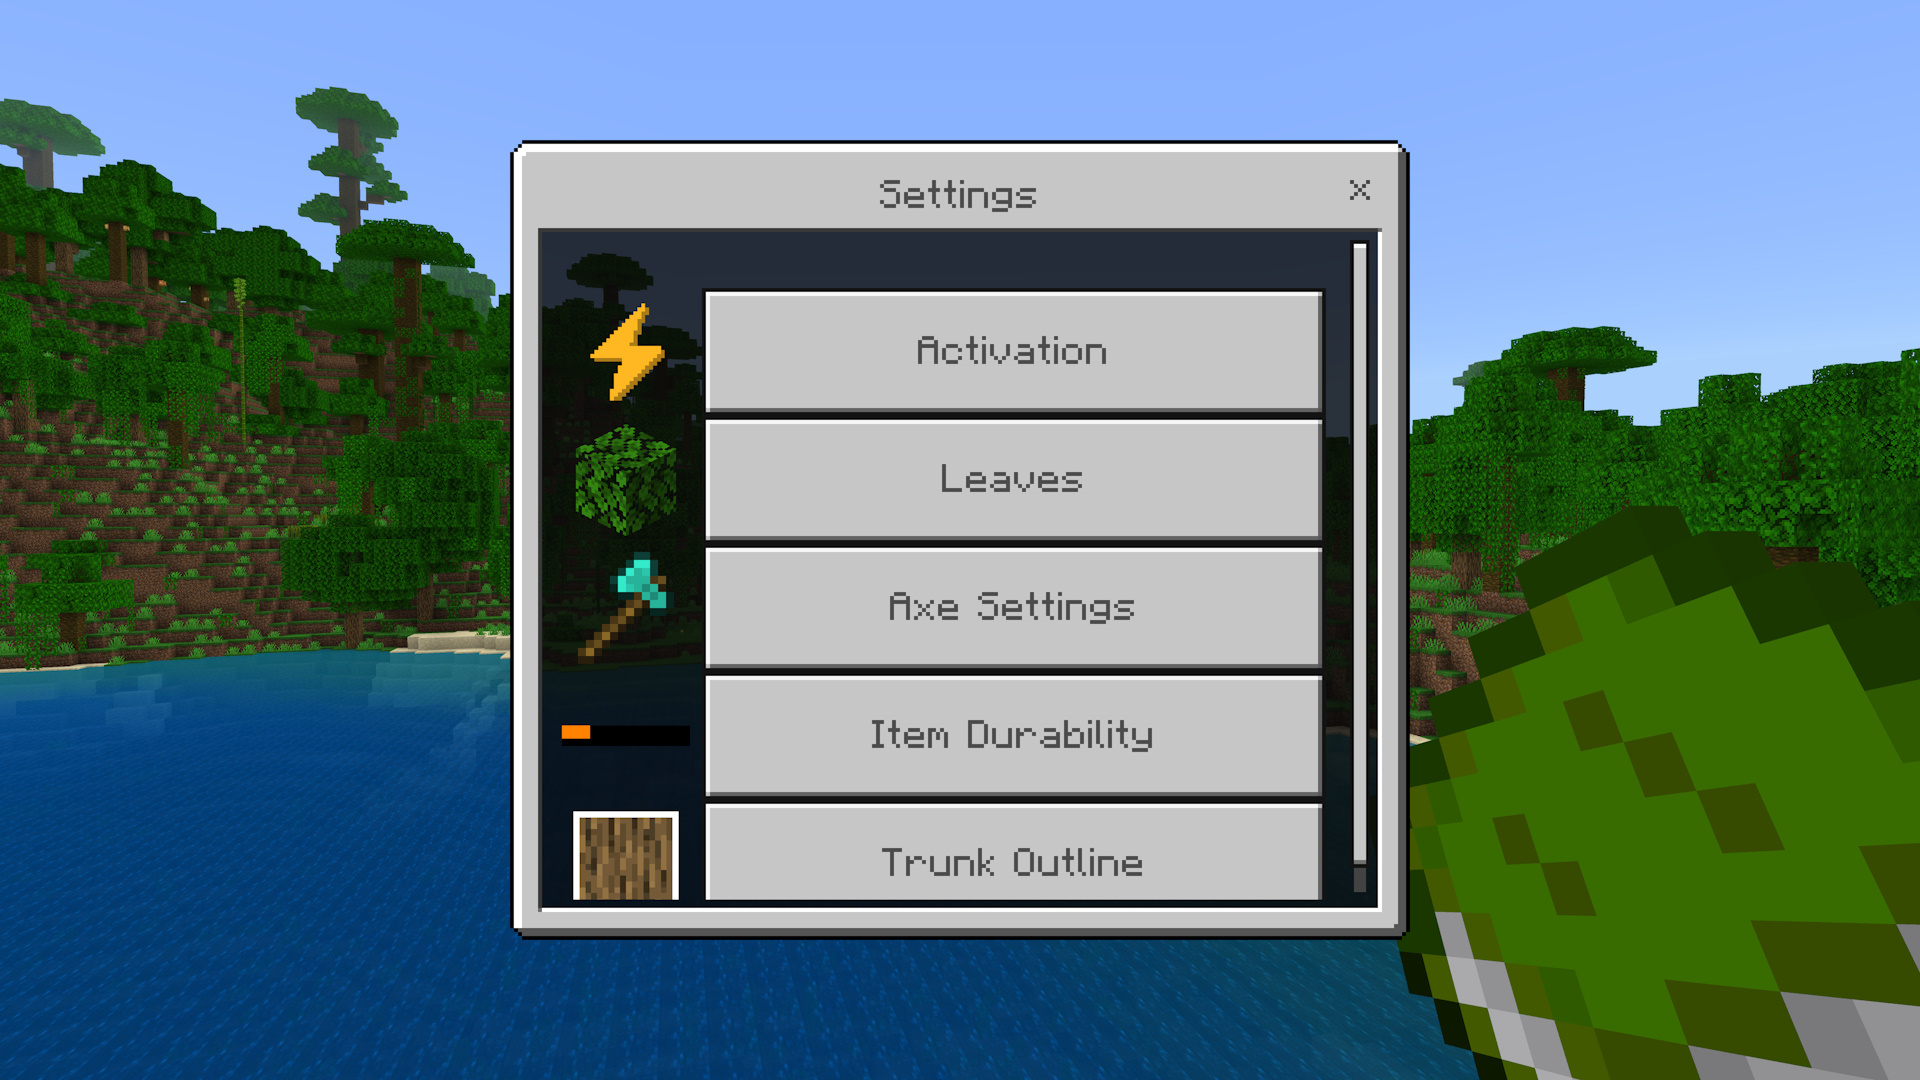 Settings
Activation
Leaves
Axe Settings
Item Durability
Trunk Outline